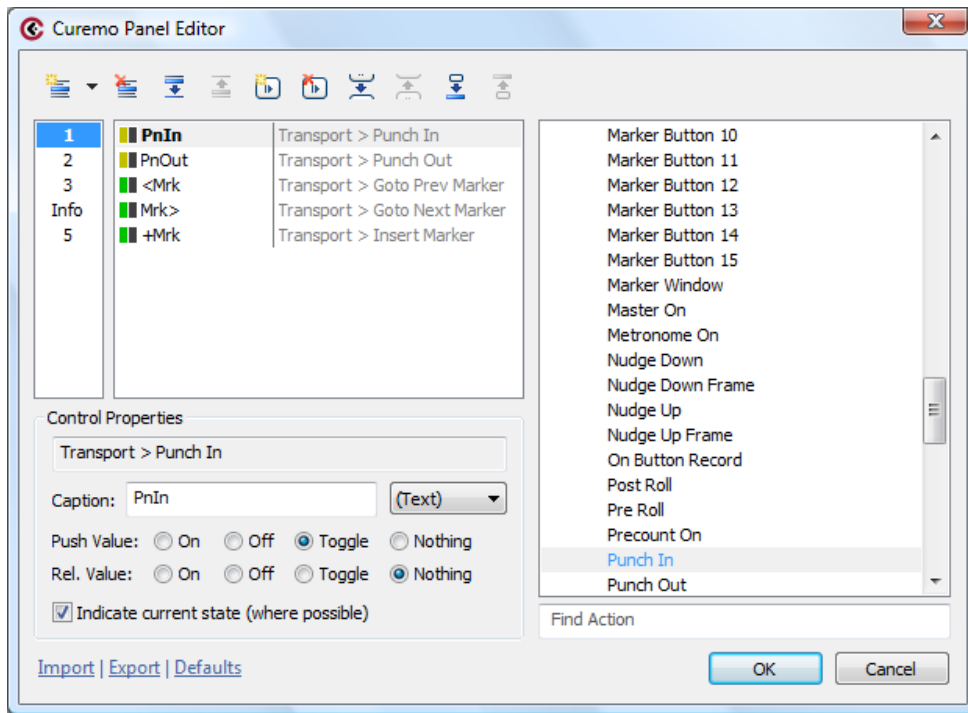 Curemo Panel Editor
1
2
3
Info
5
PnIn Transport > Punch In
PnOut Transport > Punch Out
<Mrk Transport > Goto Prev Marker
Mrk> Transport > Goto Next Marker
+Mrk Transport > Insert Marker
Marker Button 10
Marker Button 11
Marker Button 12
Marker Button 13
Marker Button 14
Marker Button 15
Marker Window
Master On
Metronome On
Nudge Down
Nudge Down Frame
Nudge Up
Nudge Up Frame
On Button Record
Post Roll
Pre Roll
Precount On
Punch In
Punch Out
Find Action
Control Properties
Transport > Punch In
Caption: PnIn (Text)
Push Value: On Off Toggle Nothing
Rel. Value: On Off Toggle Nothing
Indicate current state (where possible)
Import | Export | Defaults
OK Cancel